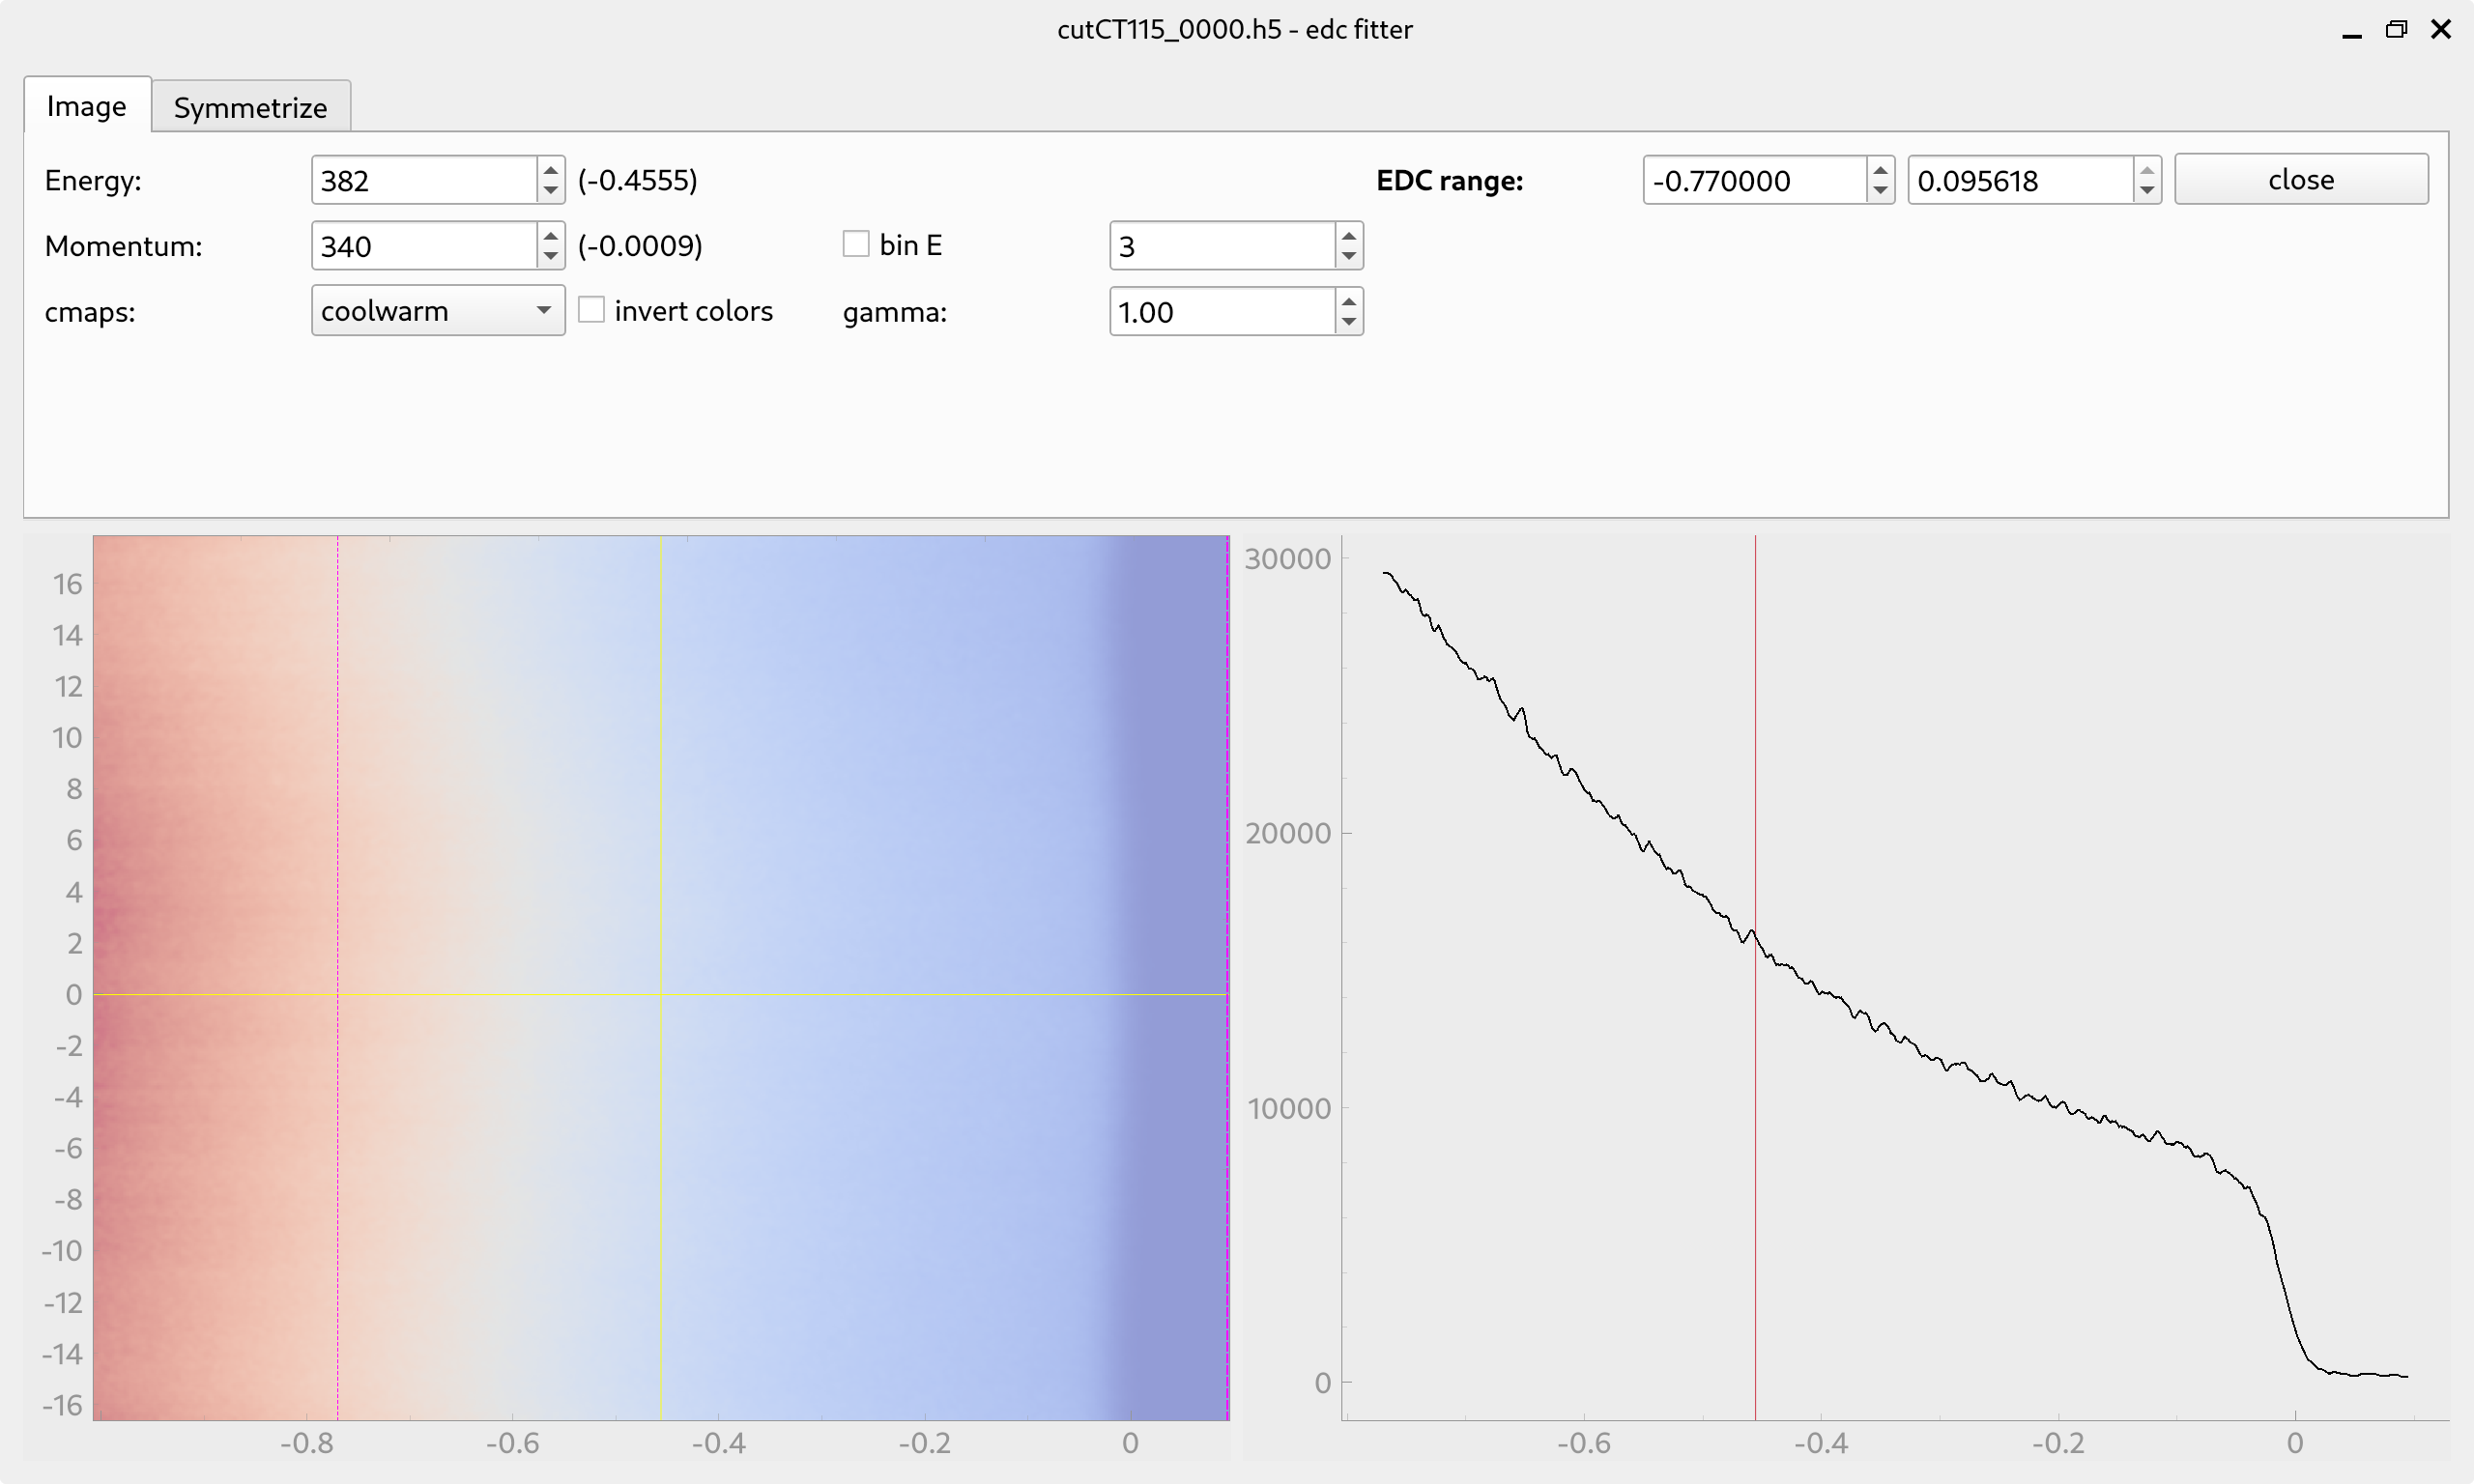 cutCT115_0000.h5 - edc fitter
Image
Symmetrize
Energy: 382 (-0.4555) EDC range: -0.770000 0.095618 close
Momentum: 340 (-0.0009) bin E 3
cmaps: coolwarm invert colors gamma: 1.00
16
14
12
10
8
6
4
2
0
-2
-4
-6
-8
-10
-12
-14
-16
-0.8 -0.6 -0.4 -0.2 0
30000
20000
10000
0
-0.6 -0.4 -0.2 0